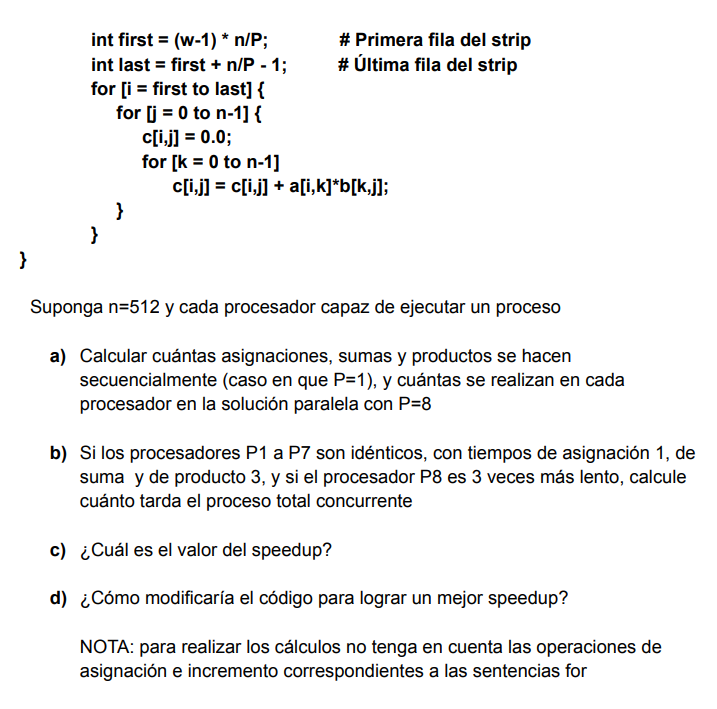 int first = (w-1) * n/P; # Primera fila del strip
int last = first + n/P - 1; # Última fila del strip
for [i = first to last] {
for [j = 0 to n-1] {
c[i,j] = 0.0;
for [k = 0 to n-1]
c[i,j] = c[i,j] + a[i,k]*b[k,j];
}
}
}
Suponga n=512 y cada procesador capaz de ejecutar un proceso
a) Calcular cuántas asignaciones, sumas y productos se hacen
secuencialmente (caso en que P=1), y cuántas se realizan en cada
procesador en la solución paralela con P=8
b) Si los procesadores P1 a P7 son idénticos, con tiempos de asignación 1, de
suma y de producto 3, y si el procesador P8 es 3 veces más lento, calcule
cuánto tarda el proceso total concurrente
c) ¿Cuál es el valor del speedup?
d) ¿Cómo modificaría el código para lograr un mejor speedup?
NOTA: para realizar los cálculos no tenga en cuenta las operaciones de
asignación e incremento correspondientes a las sentencias for